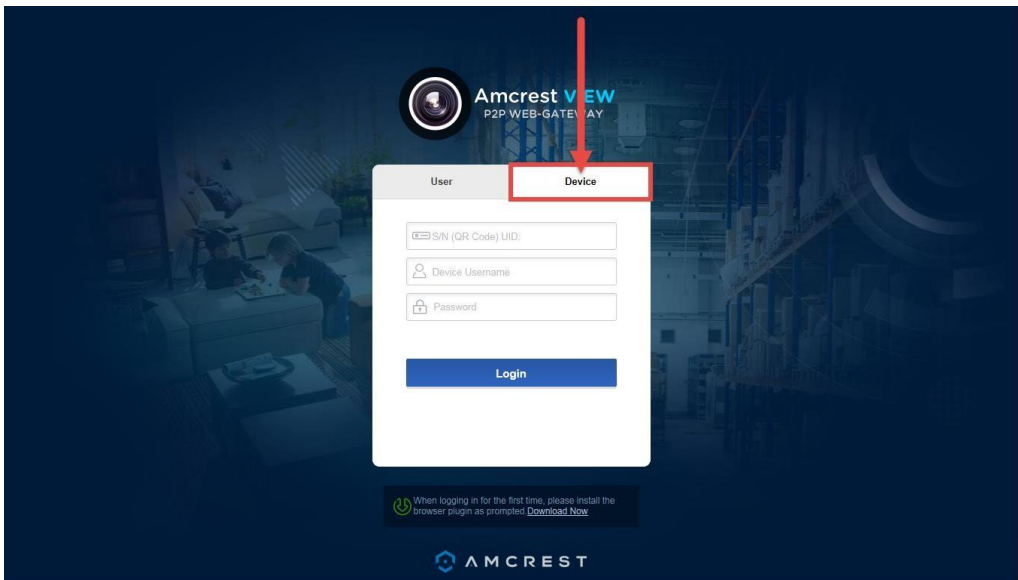 Amcrest VIEW
P2P WEB-GATEWAY
User Device
S/N (QR Code) UID:
Device Username
Password
Login
When logging in for the first time, please install the
browser plugin as prompted.Download Now
AMCREST